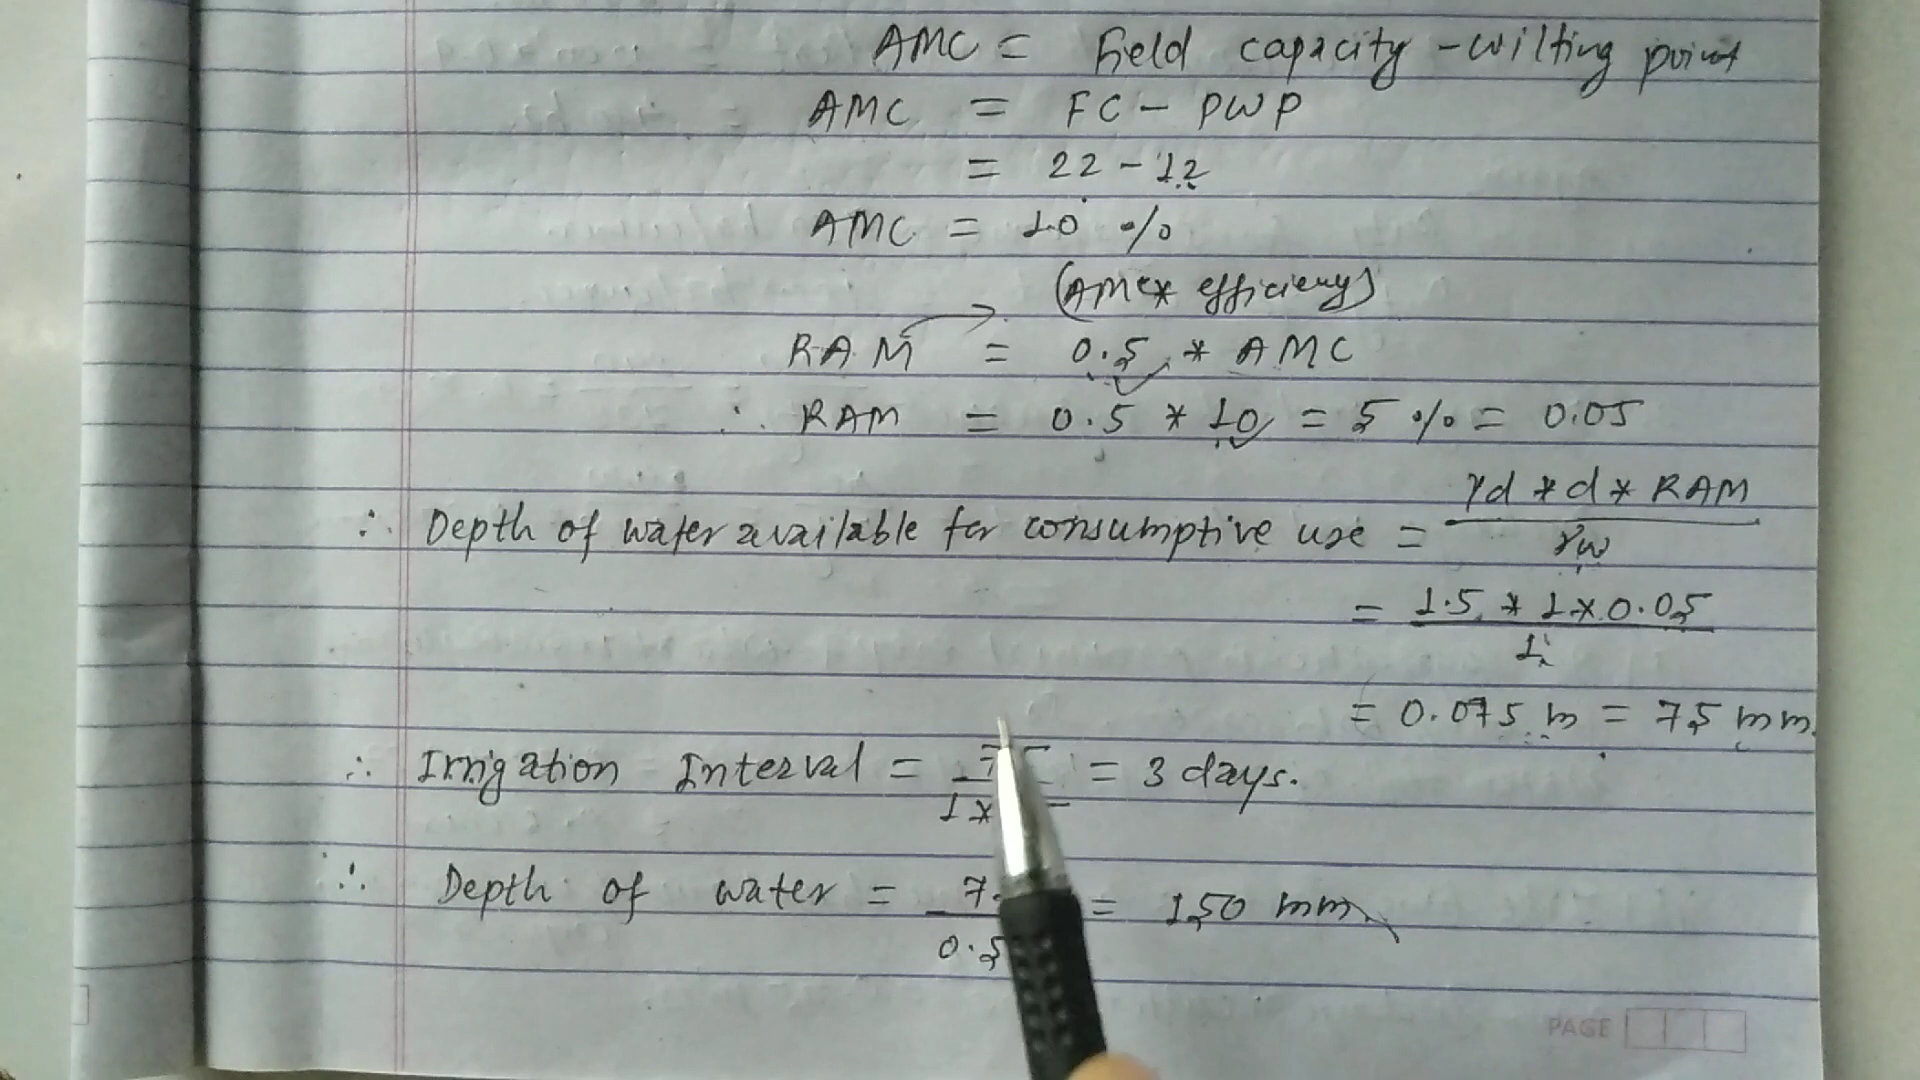 AMC = Field capacity - wilting point
AMC = FC - PWP
= 22 - 12
AMC = 10 %
(AMC * efficiency)
RAM = 0.5 * AMC
∴ RAM = 0.5 * 10 = 5 % = 0.05
∴ Depth of water available for consumptive use = γd * d * RAM / γw
= 1.5 * 1 * 0.05 / 1
= 0.075 m = 75 mm.
∴ Irrigation Interval = / 1 * = 3 days.
∴ Depth of water = / 0.5 = 150 mm
PAGE